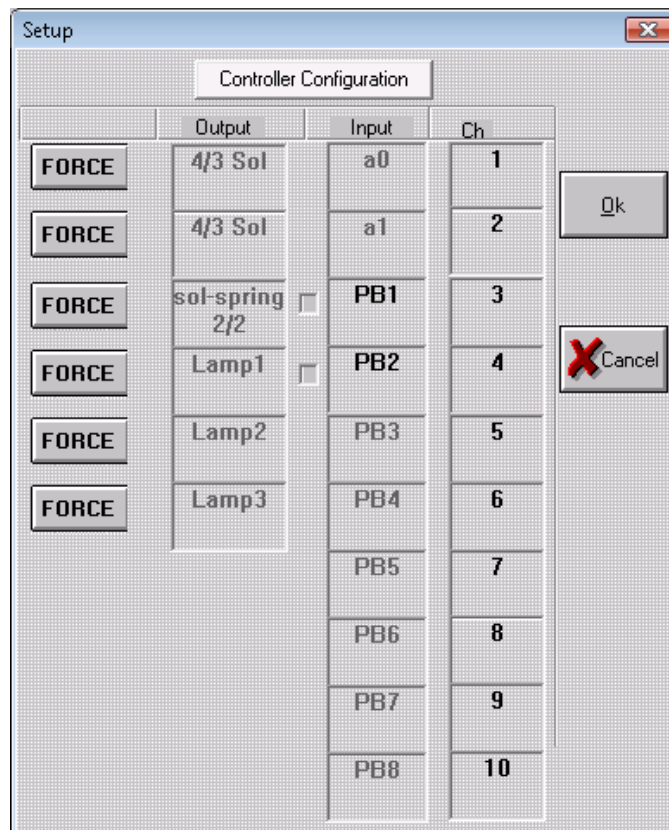 Setup
Controller Configuration
Output Input Ch
FORCE 4/3 Sol a0 1
FORCE 4/3 Sol a1 2
FORCE sol-spring 2/2 PB1 3
FORCE Lamp1 PB2 4
FORCE Lamp2 PB3 5
FORCE Lamp3 PB4 6
PB5 7
PB6 8
PB7 9
PB8 10
Ok
Cancel